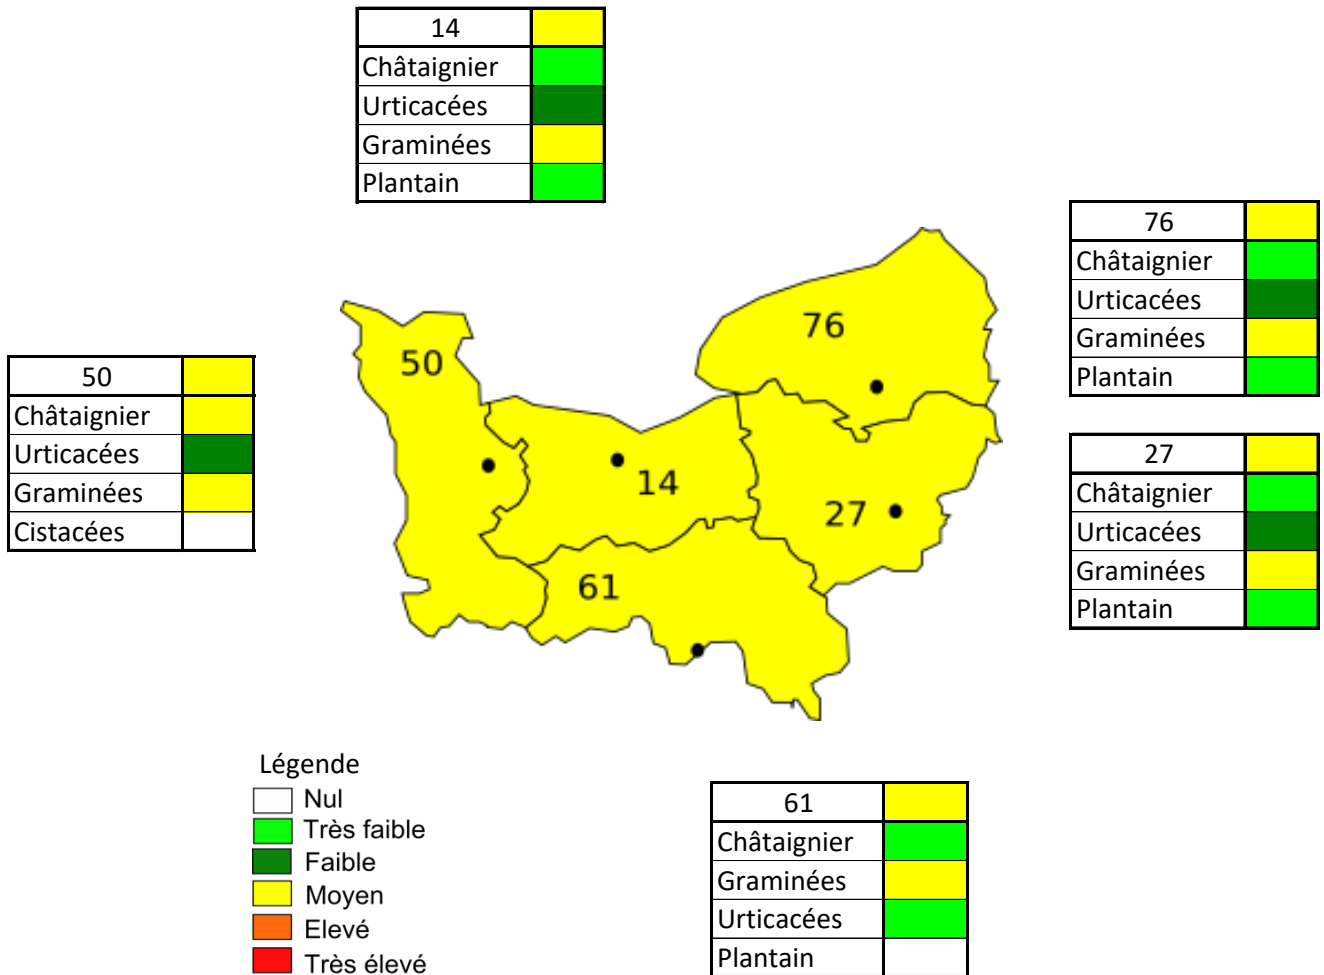 14
Châtaignier
Urticacées
Graminées
Plantain
76
Châtaignier
Urticacées
Graminées
Plantain
50
Châtaignier
Urticacées
Graminées
Cistacées
76
50
14
27
61
27
Châtaignier
Urticacées
Graminées
Plantain
Légende
Nul
Très faible
Faible
Moyen
Elevé
Très élevé
61
Châtaignier
Graminées
Urticacées
Plantain